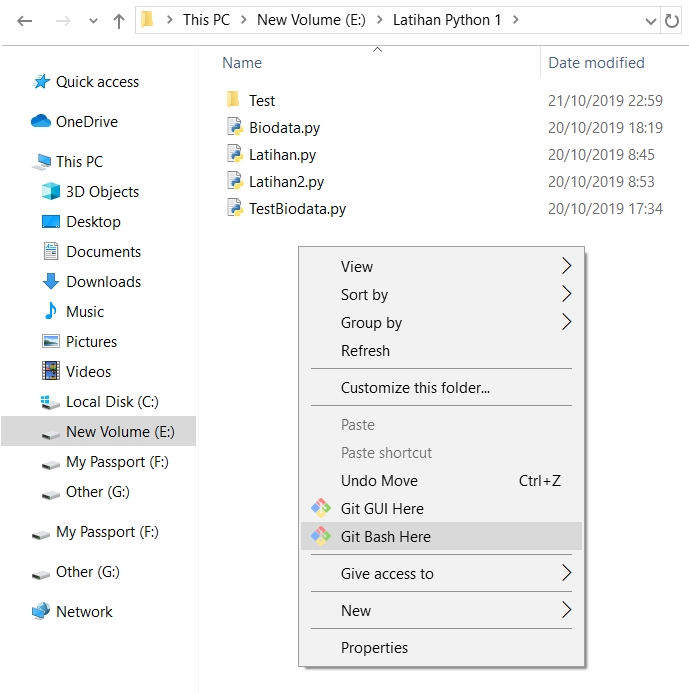 This PC > New Volume (E:) > Latihan Python 1 >
Name
Date modified
Quick access
OneDrive
This PC
3D Objects
Desktop
Documents
Downloads
Music
Pictures
Videos
Local Disk (C:)
New Volume (E:)
My Passport (F:)
Other (G:)
My Passport (F:)
Other (G:)
Network
Test 21/10/2019 22:59
Biodata.py 20/10/2019 18:19
Latihan.py 20/10/2019 8:45
Latihan2.py 20/10/2019 8:53
TestBiodata.py 20/10/2019 17:34
View
Sort by
Group by
Refresh
Customize this folder...
Paste
Paste shortcut
Undo Move Ctrl+Z
Git GUI Here
Git Bash Here
Give access to
New
Properties